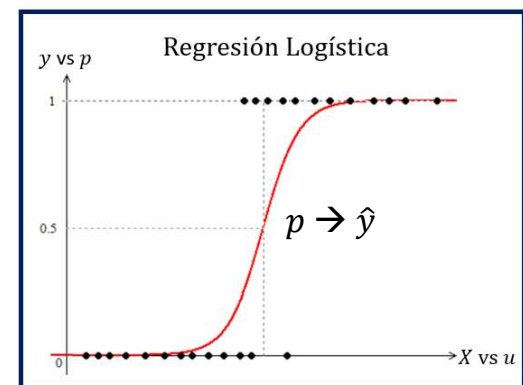 Regresión Logística
y vs p
1
0.5
p → ŷ
0
X vs u